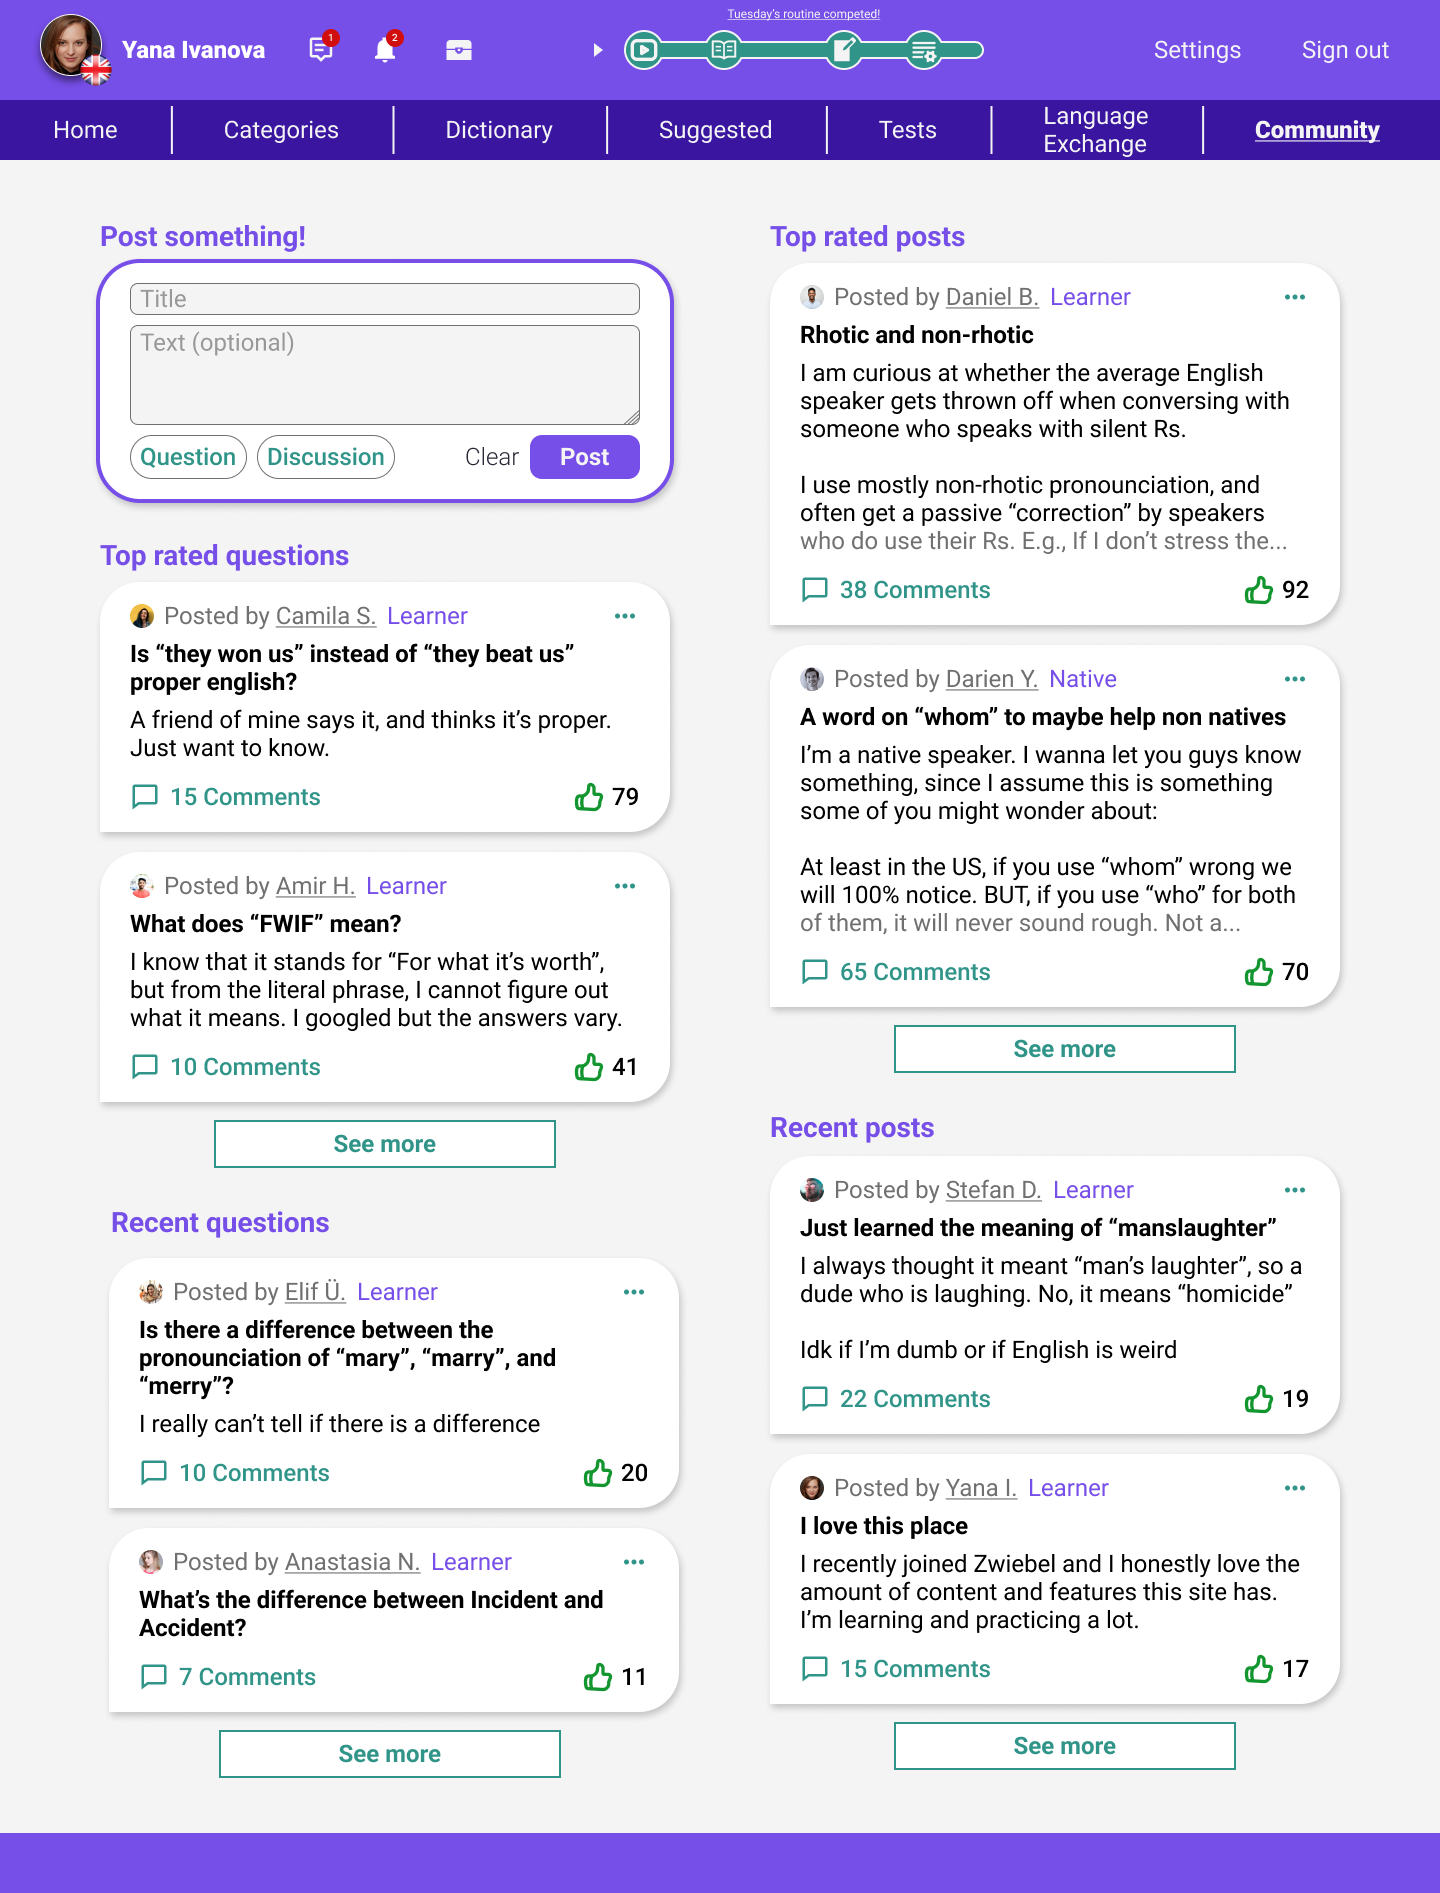 Tuesday's routine competed!
Yana Ivanova
1
2
Settings
Sign out
Home
Categories
Dictionary
Suggested
Tests
Language
Exchange
Community
Post something!
Title
Text (optional)
Question
Discussion
Clear
Post
Top rated questions
Posted by Camila S. Learner
Is “they won us” instead of “they beat us”
proper english?
A friend of mine says it, and thinks it’s proper.
Just want to know.
15 Comments
79
Posted by Amir H. Learner
What does “FWIF” mean?
I know that it stands for “For what it’s worth”,
but from the literal phrase, I cannot figure out
what it means. I googled but the answers vary.
10 Comments
41
See more
Recent questions
Posted by Elif Ü. Learner
Is there a difference between the
pronounciation of “mary”, “marry”, and
“merry”?
I really can’t tell if there is a difference
10 Comments
20
Posted by Anastasia N. Learner
What’s the difference between Incident and
Accident?
7 Comments
11
See more
Top rated posts
Posted by Daniel B. Learner
Rhotic and non-rhotic
I am curious at whether the average English
speaker gets thrown off when conversing with
someone who speaks with silent Rs.
I use mostly non-rhotic pronounciation, and
often get a passive “correction” by speakers
who do use their Rs. E.g., If I don’t stress the...
38 Comments
92
Posted by Darien Y. Native
A word on “whom” to maybe help non natives
I’m a native speaker. I wanna let you guys know
something, since I assume this is something
some of you might wonder about:
At least in the US, if you use “whom” wrong we
will 100% notice. BUT, if you use “who” for both
of them, it will never sound rough. Not a...
65 Comments
70
See more
Recent posts
Posted by Stefan D. Learner
Just learned the meaning of “manslaughter”
I always thought it meant “man’s laughter”, so a
dude who is laughing. No, it means “homicide”
Idk if I’m dumb or if English is weird
22 Comments
19
Posted by Yana I. Learner
I love this place
I recently joined Zwiebel and I honestly love the
amount of content and features this site has.
I’m learning and practicing a lot.
15 Comments
17
See more